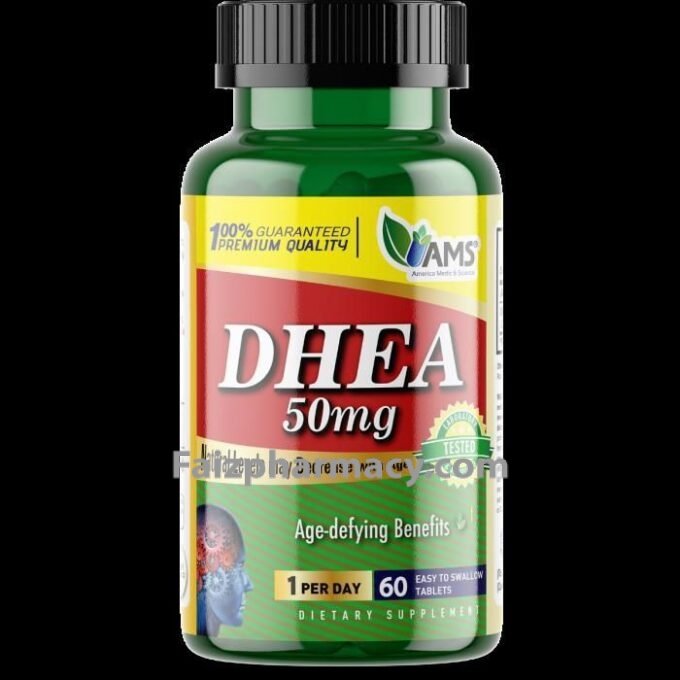 100% GUARANTEED
PREMIUM QUALITY
AMS®
America Medic & Science
DHEA
50mg
LABORATORY
TESTED
Faizpharmacy.com
Age-defying Benefits
1 PER DAY
60 EASY TO SWALLOW
TABLETS
DIETARY SUPPLEMENT